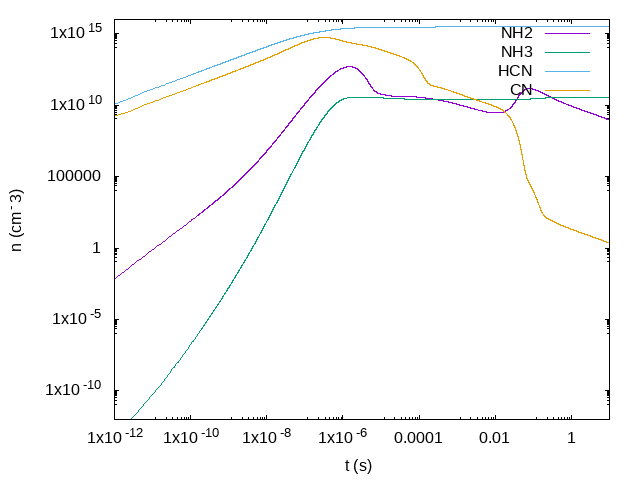 1x10 15
1x10 10
100000
1
1x10 -5
1x10 -10
n (cm- 3)
NH2
NH3
HCN
CN
1x10 -12 1x10 -10 1x10 -8 1x10 -6 0.0001 0.01 1
t (s)